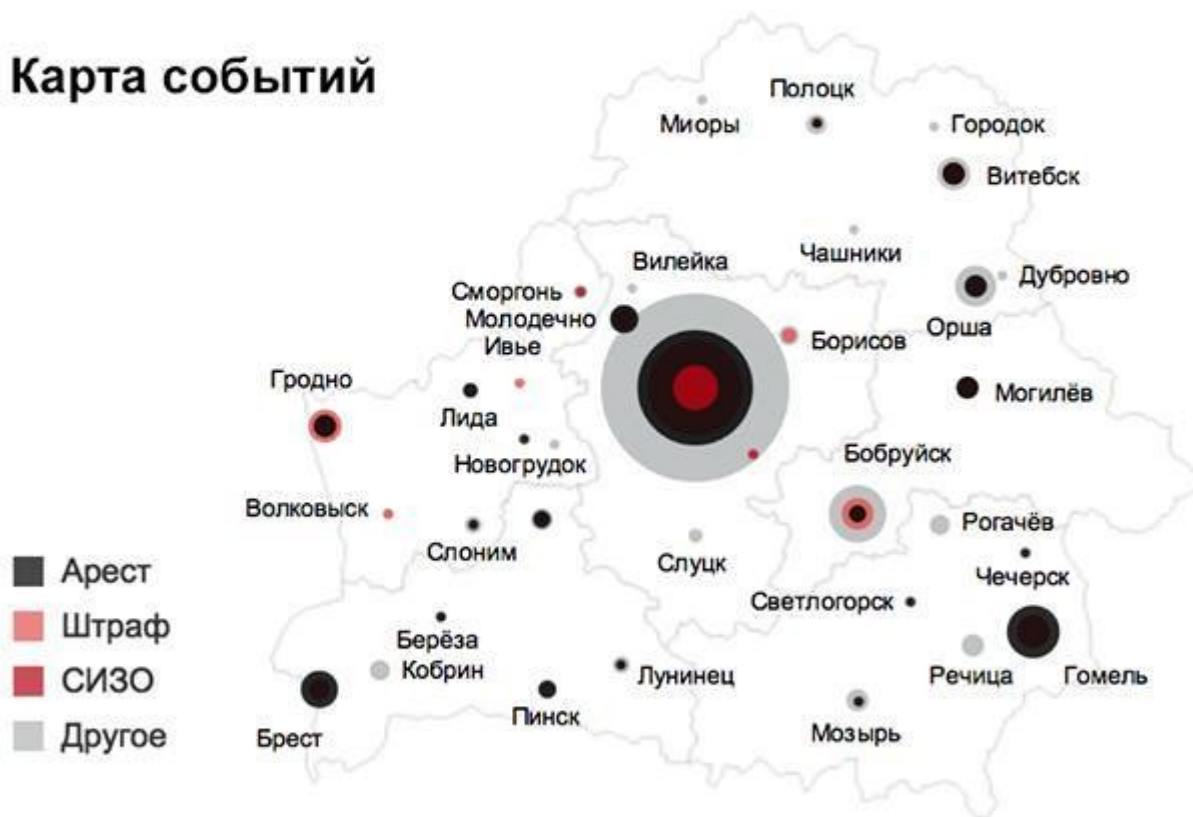 Карта событий
Полоцк
Миоры
Городок
Витебск
Чашники
Вилейка
Дубровно
Сморгонь
Молодечно
Орша
Борисов
Ивье
Гродно
Лида
Могилёв
Бобруйск
Новогрудок
Волковыск
Рогачёв
Слоним
Слуцк
Чечерск
Светлогорск
Берёза
Кобрин
Лунинец
Речица
Гомель
Пинск
Мозырь
Брест
Арест
Штраф
СИЗО
Другое